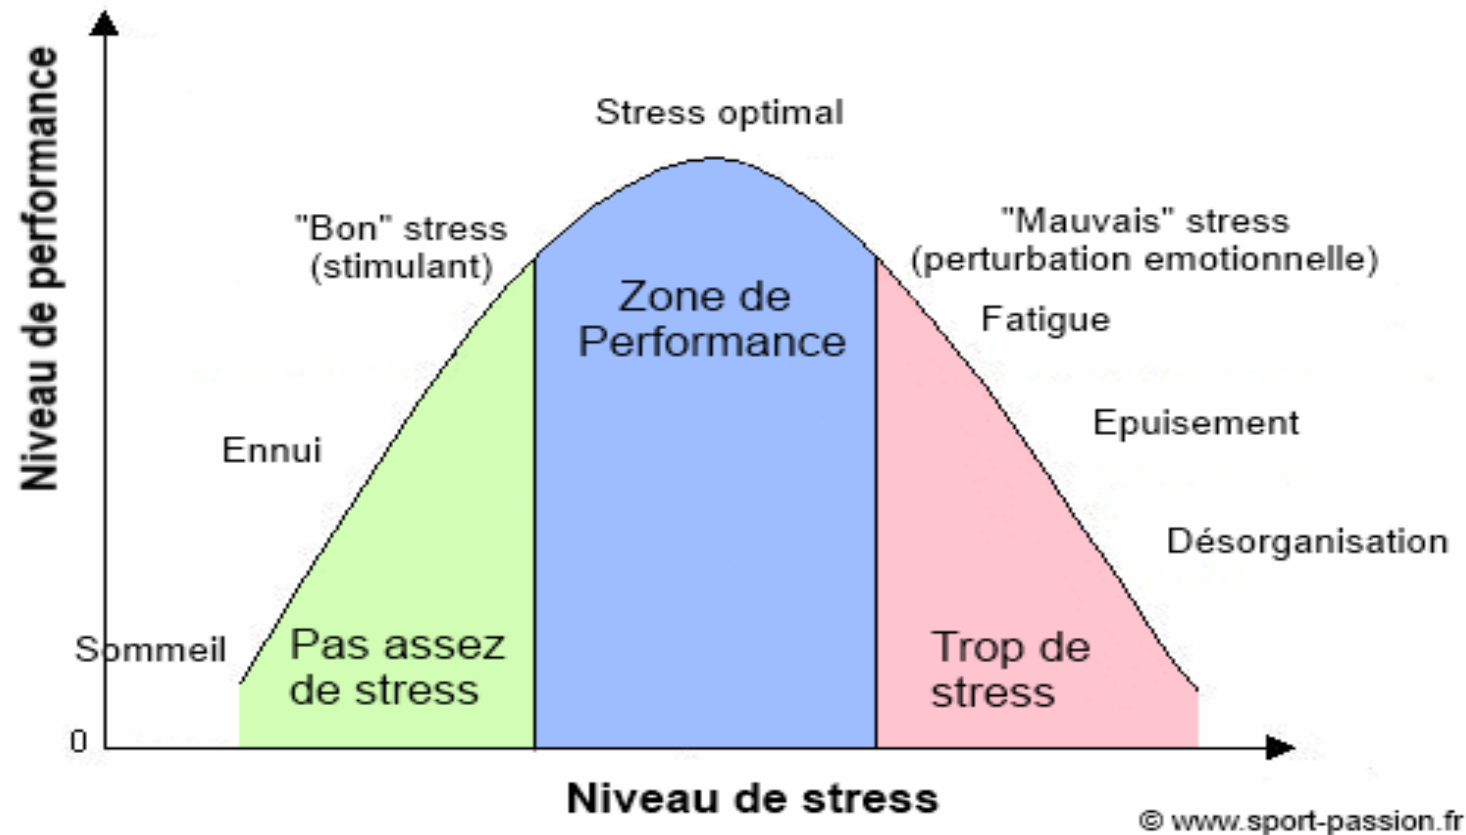 Niveau de performance
Stress optimal
"Bon" stress
(stimulant)
"Mauvais" stress
(perturbation emotionnelle)
Zone de
Performance
Fatigue
Epuisement
Ennui
Désorganisation
Sommeil
Pas assez
de stress
Trop de
stress
0
Niveau de stress
© www.sport-passion.fr